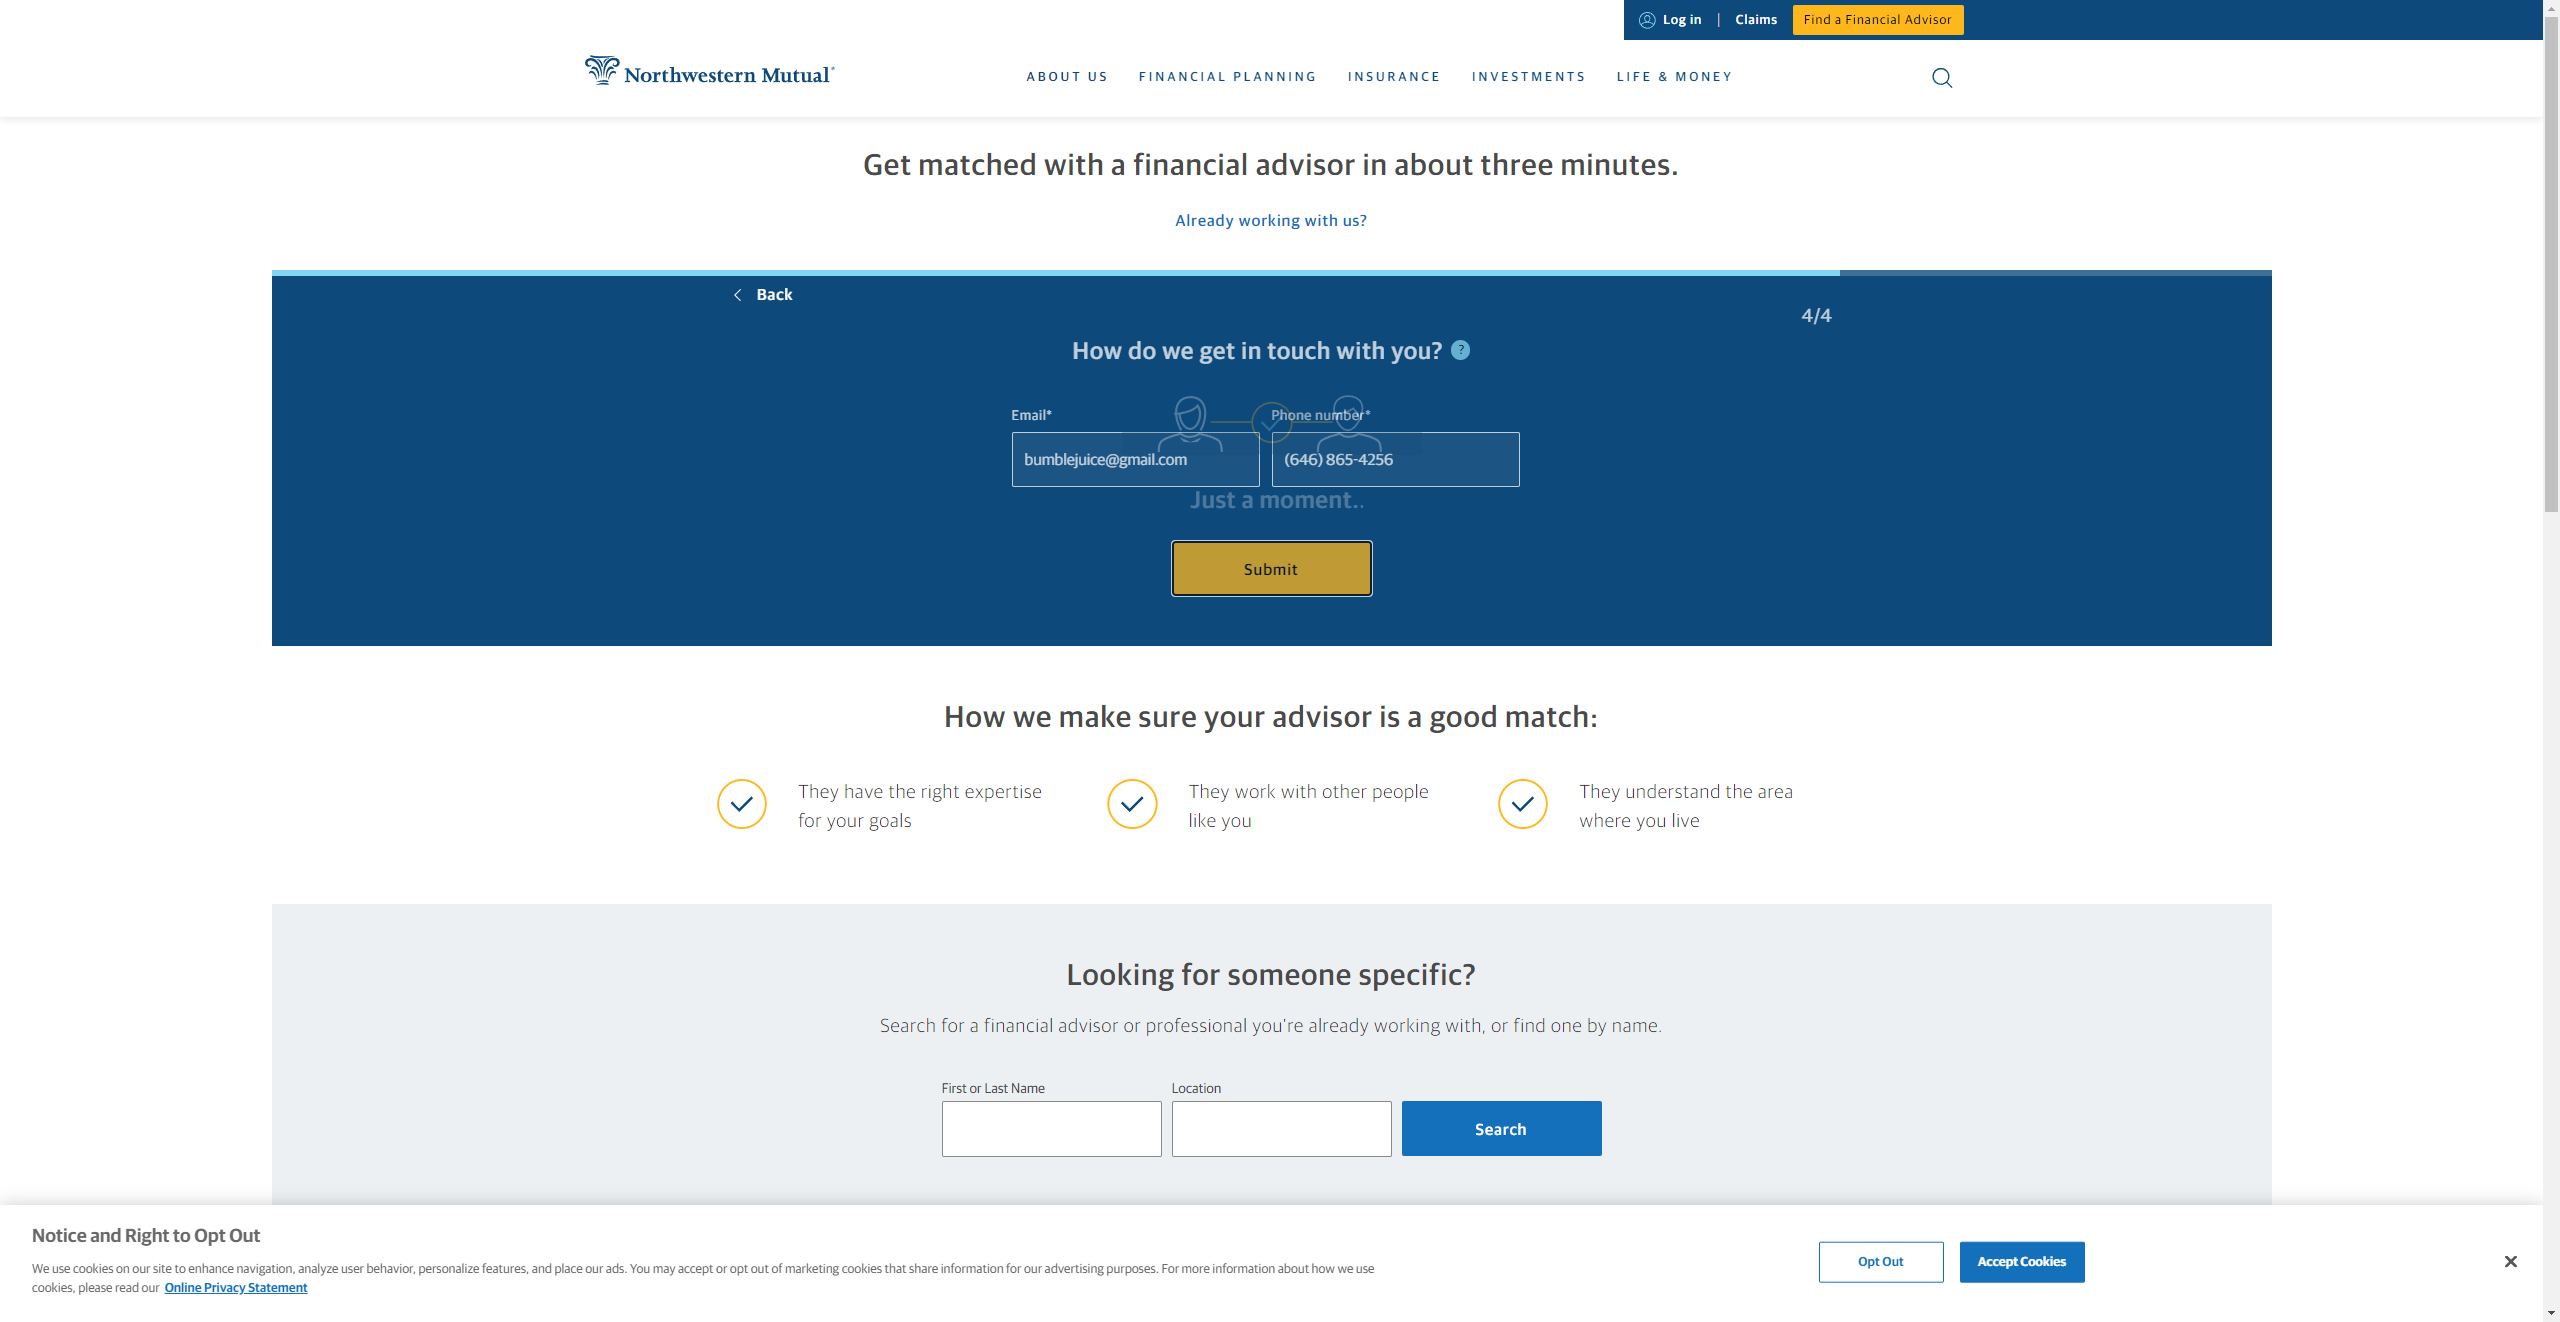 Log in | Claims Find a Financial Advisor
Northwestern Mutual®
ABOUT US FINANCIAL PLANNING INSURANCE INVESTMENTS LIFE & MONEY
Get matched with a financial advisor in about three minutes.
Already working with us?
Back
4/4
How do we get in touch with you? ?
Email* Phone number*
bumblejuice@gmail.com (646) 865-4256
Just a moment..
Submit
How we make sure your advisor is a good match:
They have the right expertise
for your goals
They work with other people
like you
They understand the area
where you live
Looking for someone specific?
Search for a financial advisor or professional you're already working with, or find one by name.
First or Last Name Location
Search
Notice and Right to Opt Out
We use cookies on our site to enhance navigation, analyze user behavior, personalize features, and place our ads. You may accept or opt out of marketing cookies that share information for our advertising purposes. For more information about how we use
cookies, please read our Online Privacy Statement
Opt Out Accept Cookies